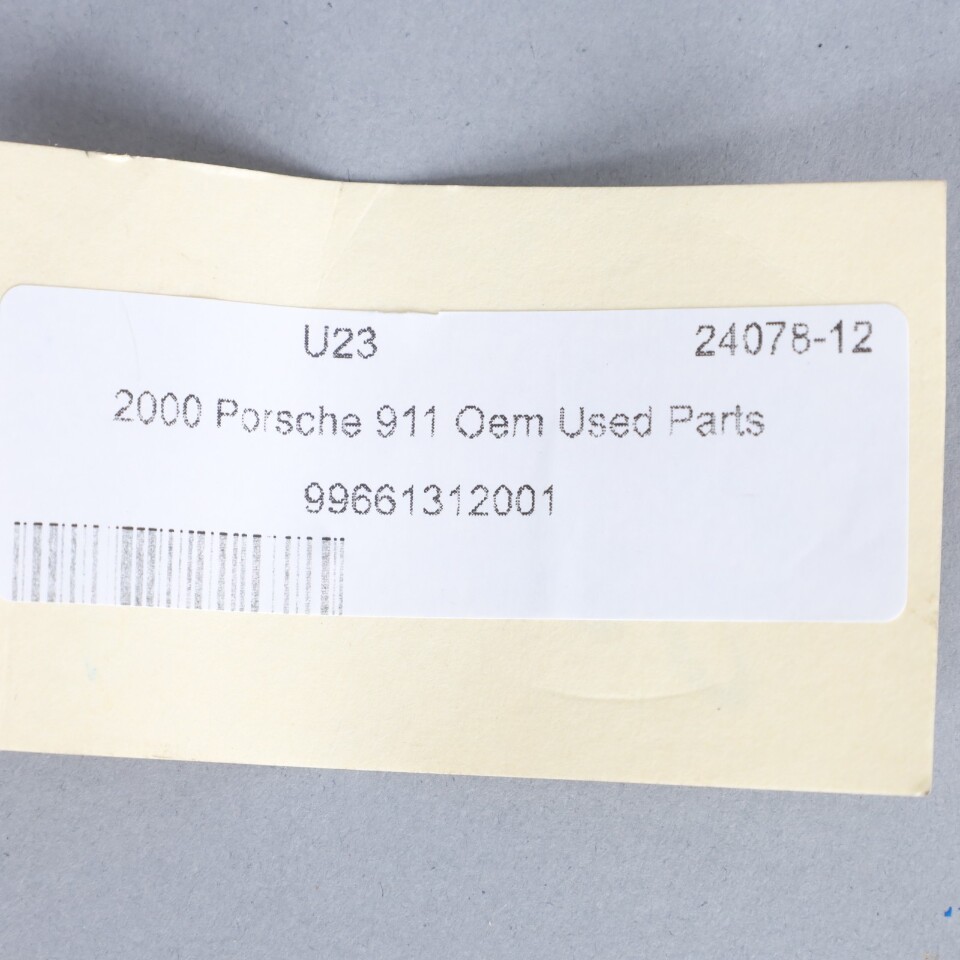 U23 24078-12
2000 Porsche 911 Oem Used Parts
99661312001